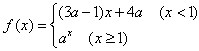 f(x) = { (3a−1)x+4a (x<1)
a^x (x≥1)